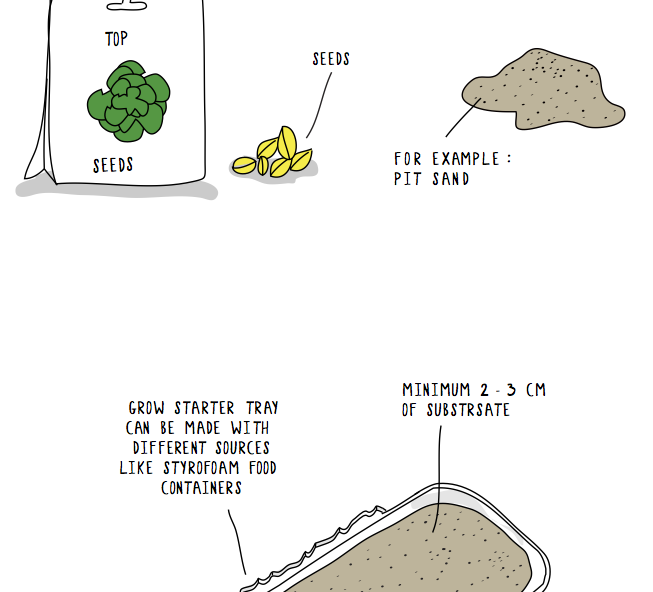 TOP
SEEDS
SEEDS
FOR EXAMPLE :
PIT SAND
GROW STARTER TRAY
CAN BE MADE WITH
DIFFERENT SOURCES
LIKE STYROFOAM FOOD
CONTAINERS
MINIMUM 2 - 3 CM
OF SUBSTRSATE